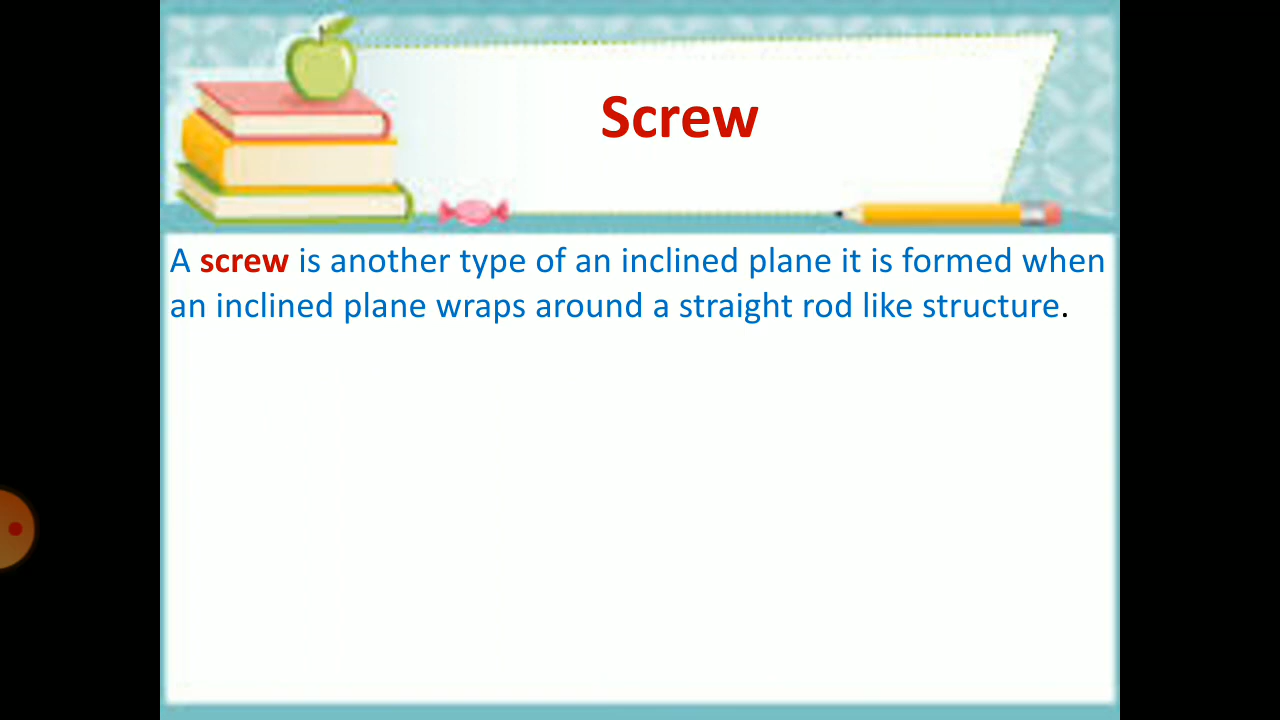 Screw
A screw is another type of an inclined plane it is formed when
an inclined plane wraps around a straight rod like structure.